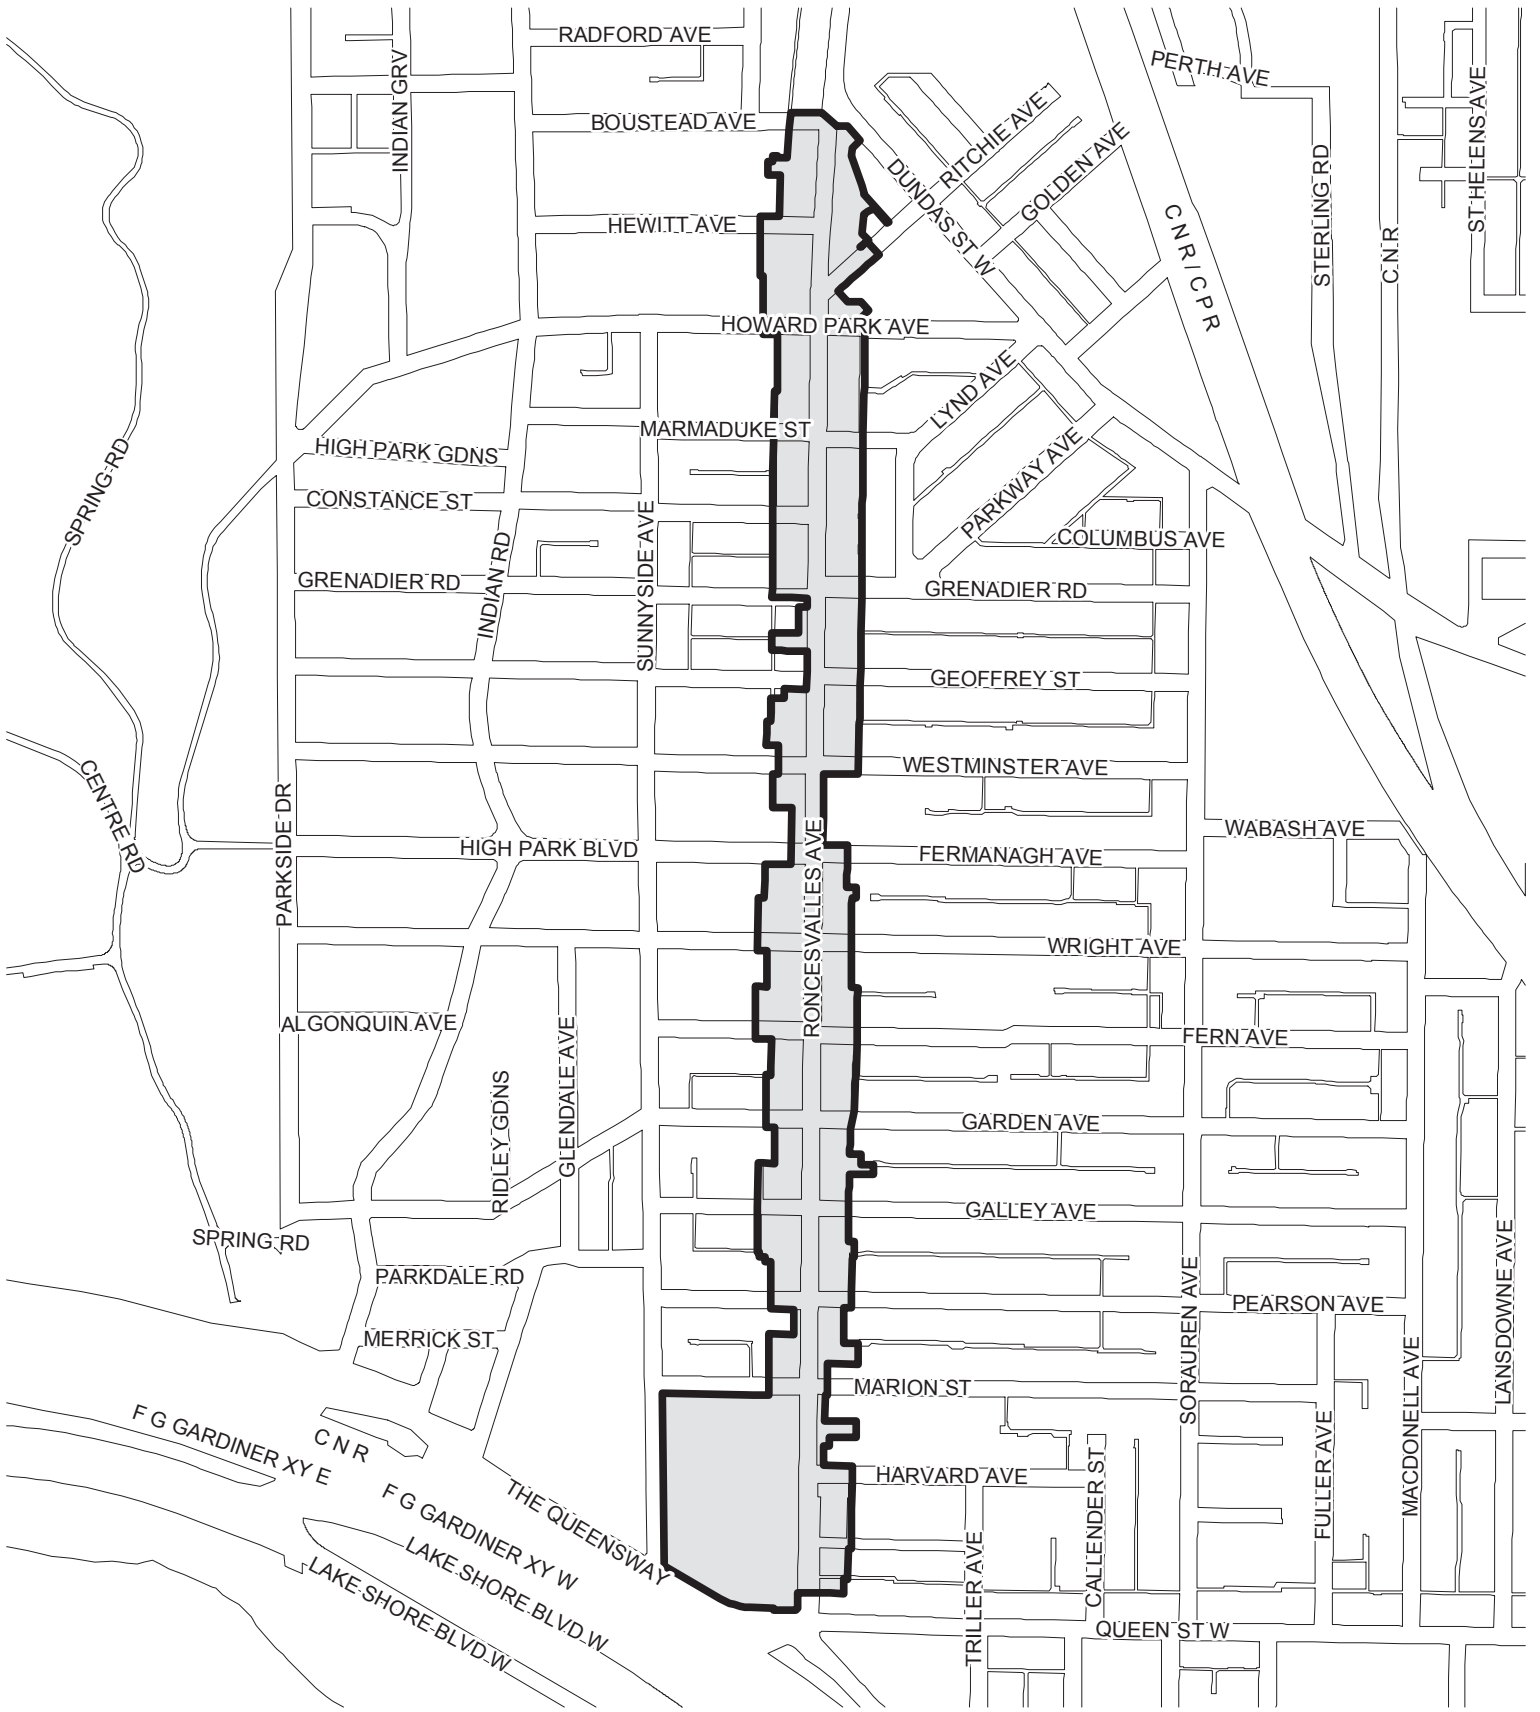 RADFORD AVE
PERTH AVE
INDIAN GRV
ST HELENS AVE
BOUSTEAD AVE
RITCHIE AVE
GOLDEN AVE
DUNDAS ST W
STERLING RD
HEWITT AVE
CNR/CPR
C.N.R
HOWARD PARK AVE
LYND AVE
MARMADUKE ST
HIGH PARK GDNS
PARKWAY AVE
SPRING RD
CONSTANCE ST
SUNNYSIDE AVE
INDIAN RD
COLUMBUS AVE
GRENADIER RD
GRENADIER RD
GEOFFREY ST
WESTMINSTER AVE
CENTRE RD
PARKSIDE DR
HIGH PARK BLVD
RONCESVALLES AVE
FERMANAGH AVE
WABASH AVE
WRIGHT AVE
ALGONQUIN AVE
FERN AVE
GLENDALE AVE
RIDLEY GDNS
GARDEN AVE
GALLEY AVE
SPRING RD
PARKDALE RD
SORAUREN AVE
LANSDOWNE AVE
PEARSON AVE
MERRICK ST
MACDONELL AVE
MARION ST
F G GARDINER XY E
CNR
FULLER AVE
HARVARD AVE
CALLENDER ST
F G GARDINER XY W
THE QUEENSWAY
LAKE SHORE BLVD W
LAKE SHORE BLVD W
TRILLER AVE
QUEEN ST W